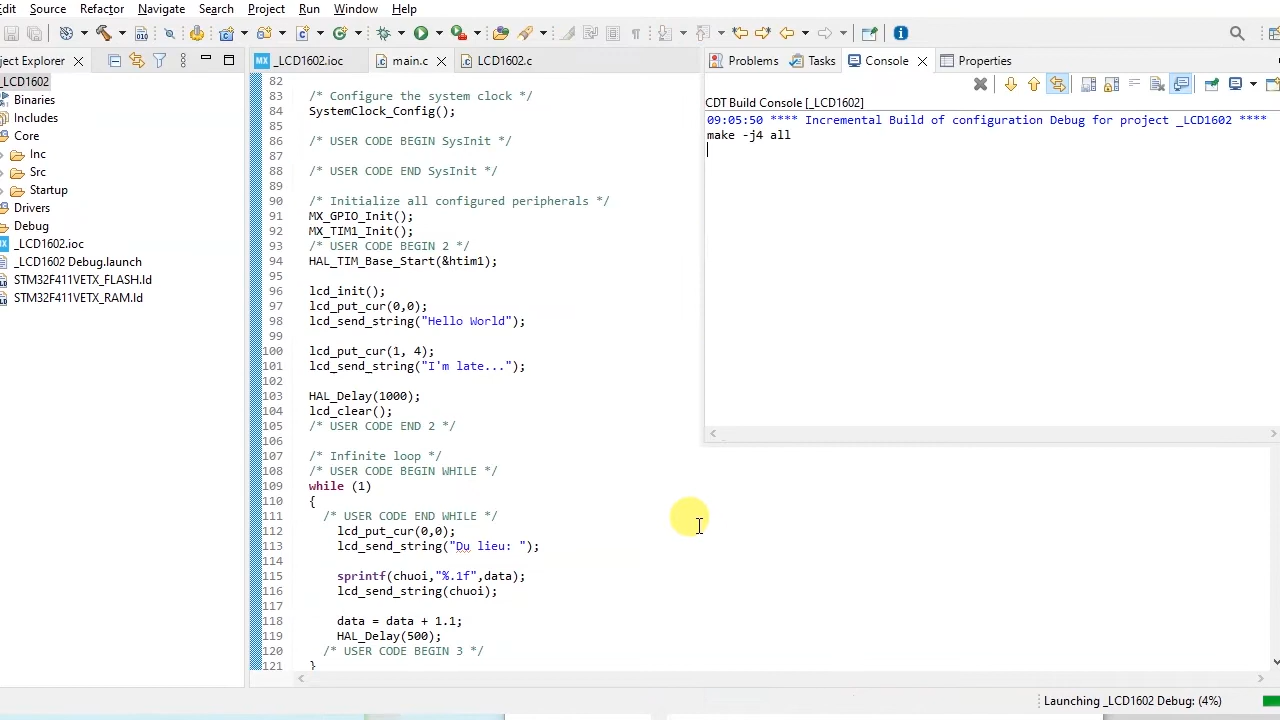 dit Source Refactor Navigate Search Project Run Window Help
ject Explorer
_LCD1602
Binaries
Includes
Core
Inc
Src
Startup
Drivers
Debug
MX _LCD1602.ioc
_LCD1602 Debug.launch
STM32F411VETX_FLASH.ld
STM32F411VETX_RAM.ld
MX _LCD1602.ioc main.c LCD1602.c
82
83 /* Configure the system clock */
84 SystemClock_Config();
85
86 /* USER CODE BEGIN SysInit */
87
88 /* USER CODE END SysInit */
89
90 /* Initialize all configured peripherals */
91 MX_GPIO_Init();
92 MX_TIM1_Init();
93 /* USER CODE BEGIN 2 */
94 HAL_TIM_Base_Start(&htim1);
95
96 lcd_init();
97 lcd_put_cur(0,0);
98 lcd_send_string("Hello World");
99
100 lcd_put_cur(1, 4);
101 lcd_send_string("I'm late...");
102
103 HAL_Delay(1000);
104 lcd_clear();
105 /* USER CODE END 2 */
106
107 /* Infinite loop */
108 /* USER CODE BEGIN WHILE */
109 while (1)
110 {
111 /* USER CODE END WHILE */
112 lcd_put_cur(0,0);
113 lcd_send_string("Du lieu: ");
114
115 sprintf(chuoi,"%.1f",data);
116 lcd_send_string(chuoi);
117
118 data = data + 1.1;
119 HAL_Delay(500);
120 /* USER CODE BEGIN 3 */
121 }
Problems Tasks Console Properties
CDT Build Console [_LCD1602]
09:05:50 **** Incremental Build of configuration Debug for project _LCD1602 ****
make -j4 all
Launching _LCD1602 Debug: (4%)